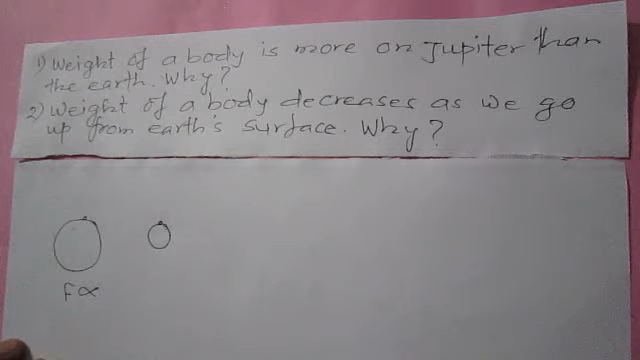 1) Weight of a body is more on Jupiter than
the earth. Why?
2) Weight of a body decreases as we go
up from earth's surface. Why?
F∝